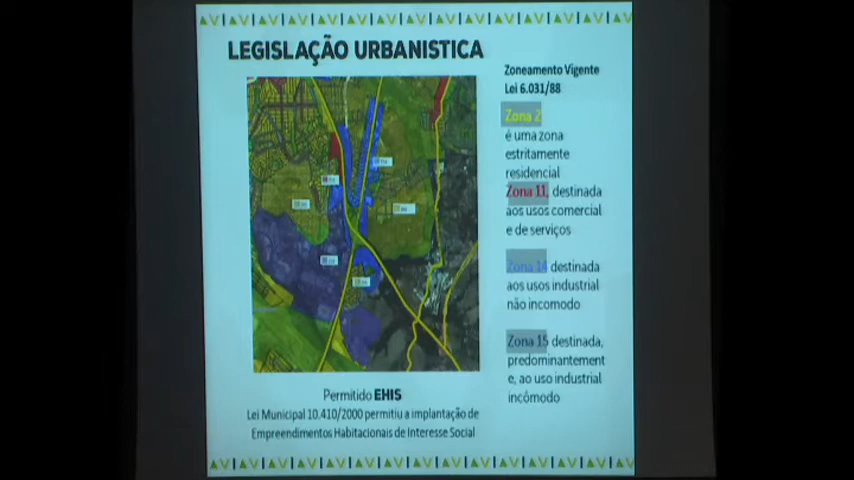 LEGISLAÇÃO URBANISTICA
Zoneamento Vigente
Lei 6.031/88
Zona 2
é uma zona
estritamente
residencial
Zona 11, destinada
aos usos comercial
e de serviços
Zona 14 destinada
aos usos industrial
não incomodo
Zona 15 destinada,
predominantement
e, ao uso industrial
incómodo
Permitido EHIS
Lei Municipal 10.410/2000 permitiu a implantação de
Empreendimentos Habitacionais de Interesse Social